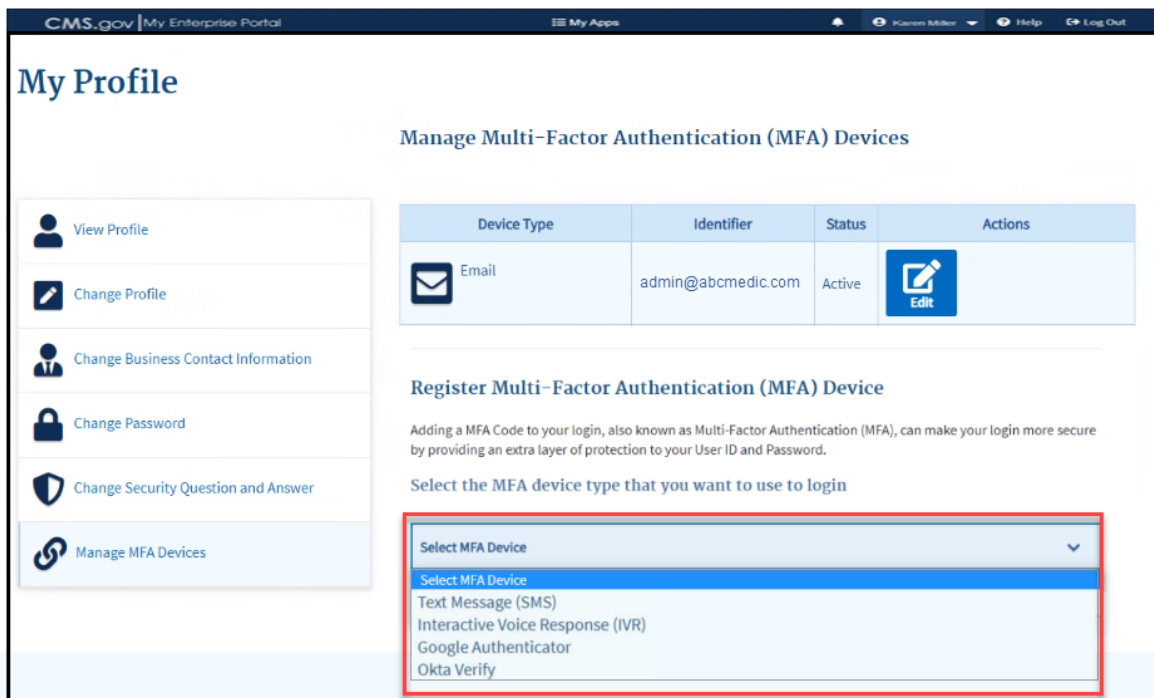 CMS.gov My Enterprise Portal My Apps Karen Miller Help Log Out
My Profile
Manage Multi-Factor Authentication (MFA) Devices
View Profile
Change Profile
Change Business Contact Information
Change Password
Change Security Question and Answer
Manage MFA Devices
Device Type Identifier Status Actions
Email admin@abcmedic.com Active Edit
Register Multi-Factor Authentication (MFA) Device
Adding a MFA Code to your login, also known as Multi-Factor Authentication (MFA), can make your login more secure
by providing an extra layer of protection to your User ID and Password.
Select the MFA device type that you want to use to login
Select MFA Device
Select MFA Device
Text Message (SMS)
Interactive Voice Response (IVR)
Google Authenticator
Okta Verify